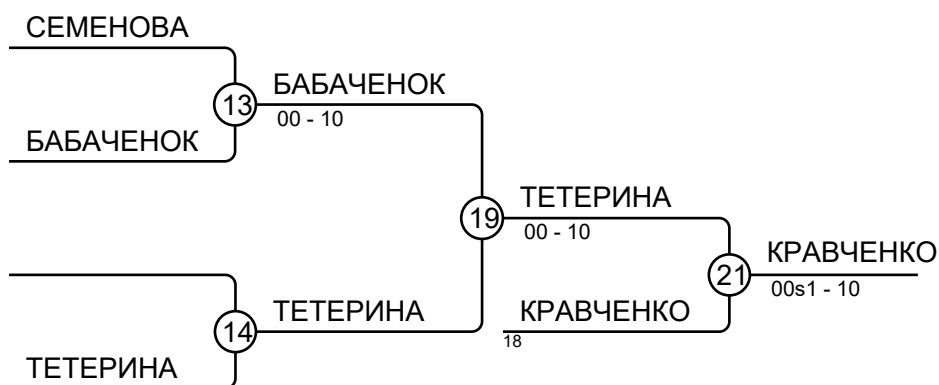 СЕМЕНОВА
13
БАБАЧЕНОК
00 - 10
БАБАЧЕНОК
19
ТЕТЕРИНА
00 - 10
21
КРАВЧЕНКО
00s1 - 10
14
ТЕТЕРИНА
КРАВЧЕНКО
18
ТЕТЕРИНА